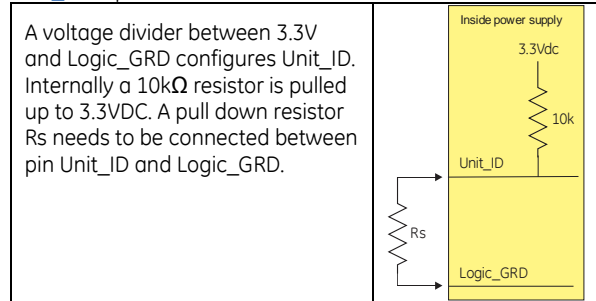 A voltage divider between 3.3V
and Logic_GRD configures Unit_ID.
Internally a 10kΩ resistor is pulled
up to 3.3VDC. A pull down resistor
Rs needs to be connected between
pin Unit_ID and Logic_GRD.
Inside power supply
3.3Vdc
10k
Unit_ID
Rs
Logic_GRD